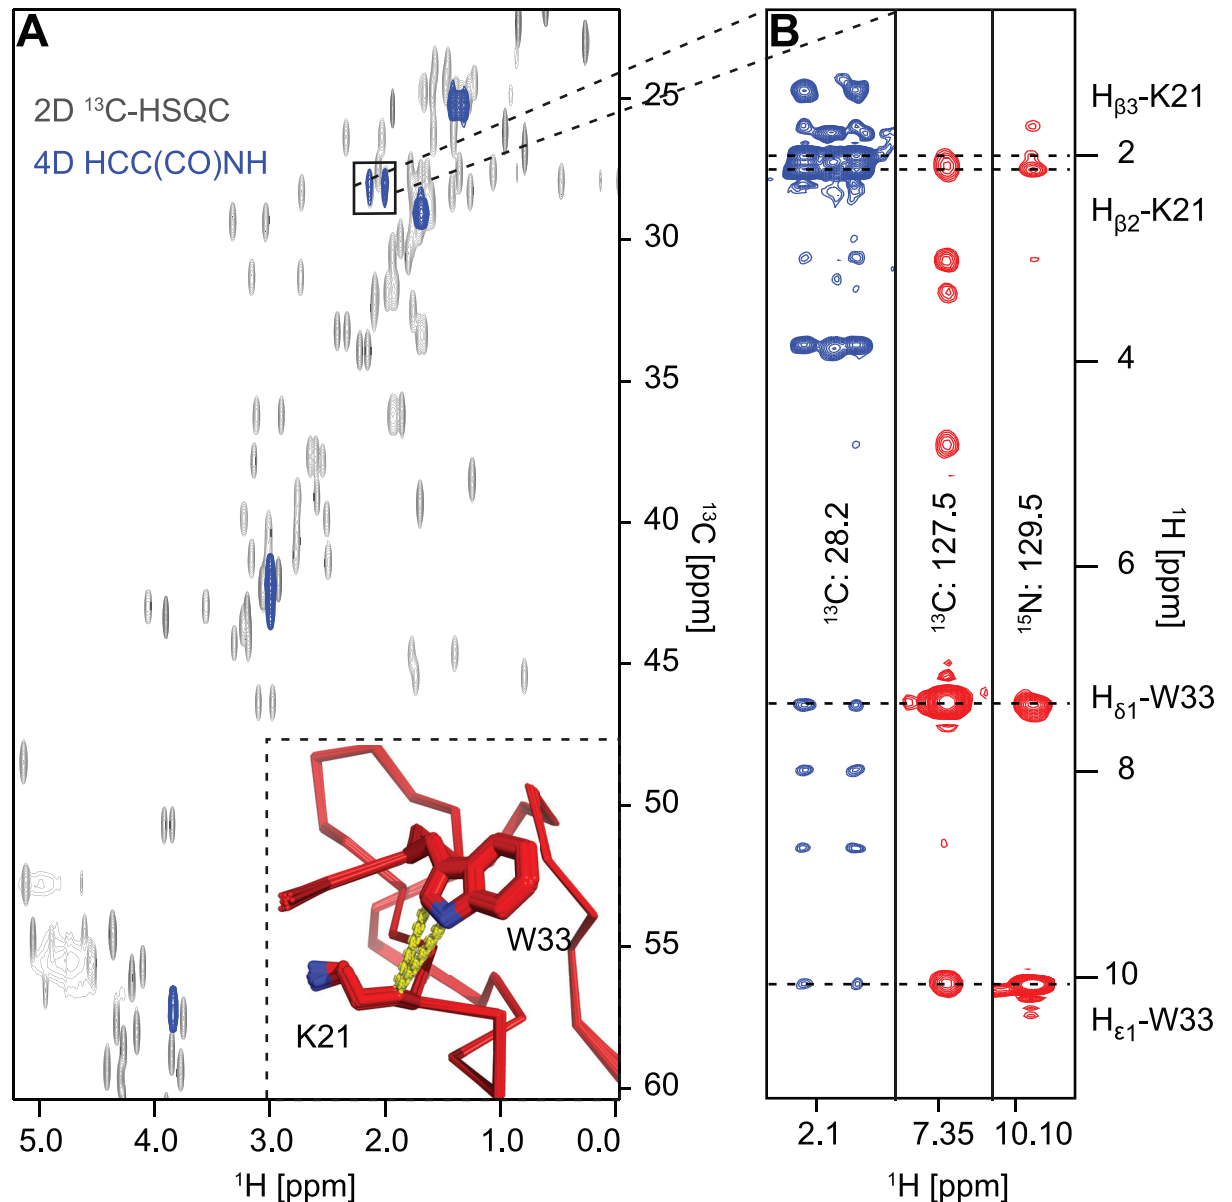 A
2D ¹³C-HSQC
4D HCC(CO)NH
25
30
35
40
45
50
55
60
¹³C [ppm]
W33
K21
5.0 4.0 3.0 2.0 1.0 0.0
¹H [ppm]
B
¹³C: 28.2
¹³C: 127.5
¹⁵N: 129.5
Hβ3-K21
2
Hβ2-K21
4
6
¹H [ppm]
Hδ1-W33
8
10
Hε1-W33
2.1 7.35 10.10
¹H [ppm]